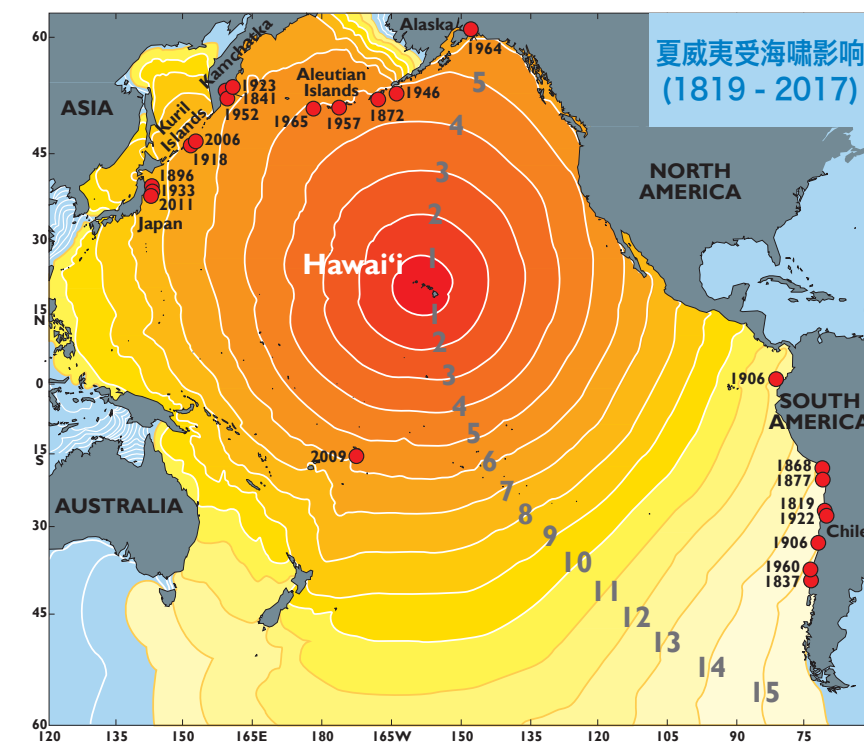 夏威夷受海啸影响
(1819 - 2017)
60
45
30
15
N
0
15
S
30
45
60
120
135
150
165E
180
165W
150
135
120
105
90
75
ASIA
Kamchatka
Kuril
Islands
Aleutian
Islands
Alaska
NORTH
AMERICA
Japan
Hawai‘i
AUSTRALIA
SOUTH
AMERICA
Chile
1964
1923
1841
1952
2006
1918
1896
1933
2011
1965
1957
1872
1946
2009
1906
1868
1877
1819
1922
1906
1960
1837
5
4
3
2
1
1
2
3
4
5
6
7
8
9
10
11
12
13
14
15